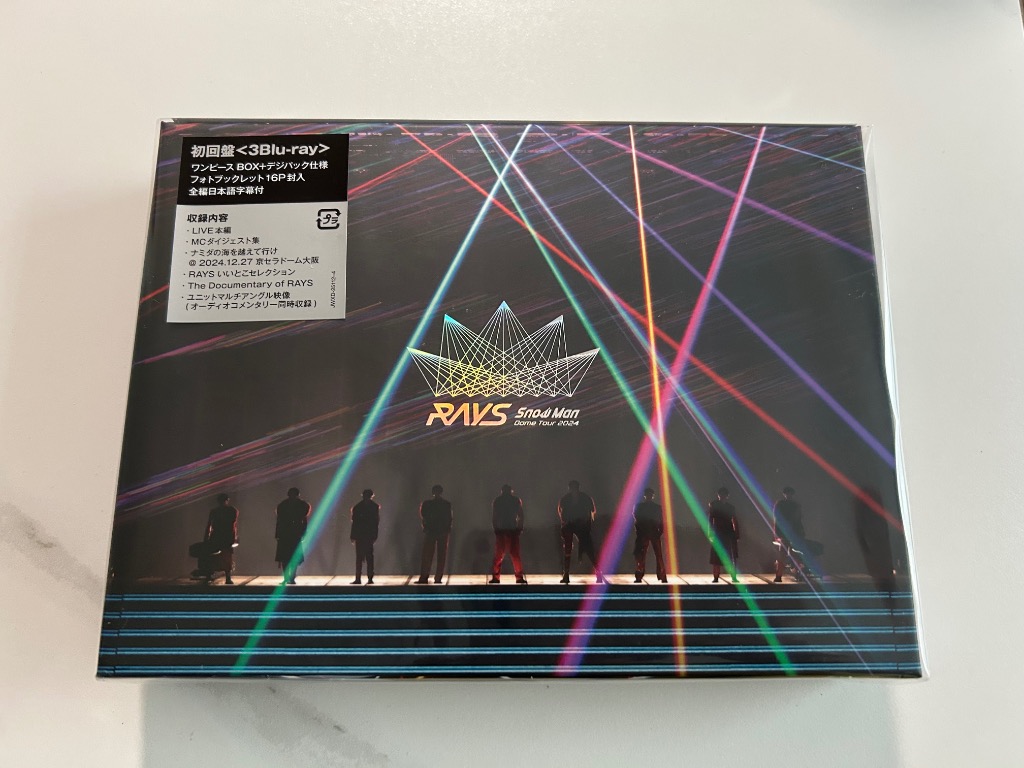 初回盤<3Blu-ray>
ワンピースBOX+デジパック仕様
フォトブックレット16P封入
全編日本語字幕付
収録内容
プラ
・LIVE本編
・MCダイジェスト集
・ナミダの海を越えて行け
@ 2024.12.27 京セラドーム大阪
・RAYS いいとこセレクション
・The Documentary of RAYS
・ユニットマルチアングル映像
(オーディオコメンタリー同時収録)
RAYS Snow Man
Dome Tour 2024